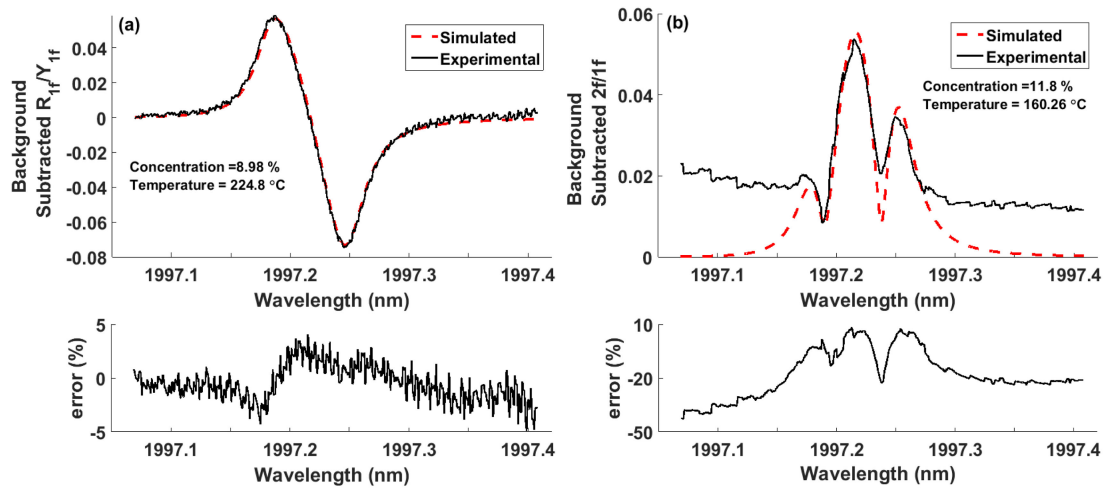 (a)
Simulated
Experimental
Concentration =8.98 %
Temperature = 224.8 °C
Background
Subtracted R1f/Y1f
0.04
0.02
0
-0.02
-0.04
-0.06
-0.08
1997.1 1997.2 1997.3 1997.4
Wavelength (nm)
error (%)
5
0
-5
1997.1 1997.2 1997.3 1997.4
Wavelength (nm)
(b)
Simulated
Experimental
Concentration =11.8 %
Temperature = 160.26 °C
Background
Subtracted 2f/1f
0.06
0.04
0.02
0
1997.1 1997.2 1997.3 1997.4
Wavelength (nm)
error (%)
10
-20
-50
1997.1 1997.2 1997.3 1997.4
Wavelength (nm)